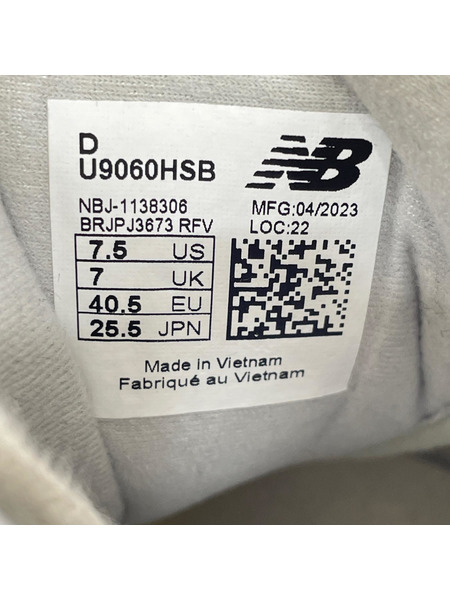 D
U9060HSB
NB
NBJ-1138306
MFG:04/2023
BRJPJ3673 RFV
LOC:22
7.5 US
7 UK
40.5 EU
25.5 JPN
Made in Vietnam
Fabriqué au Vietnam